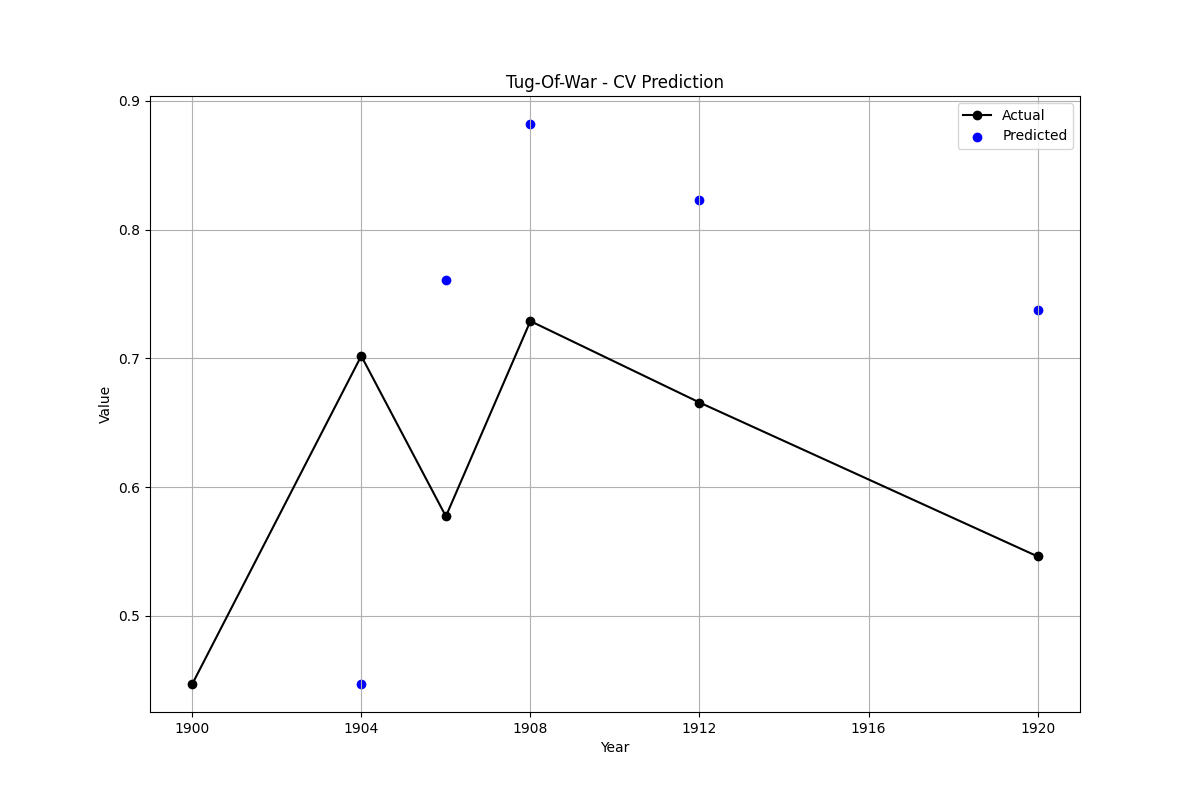 Tug-Of-War - CV Prediction
Actual
Predicted
Value
0.9
0.8
0.7
0.6
0.5
1900 1904 1908 1912 1916 1920
Year